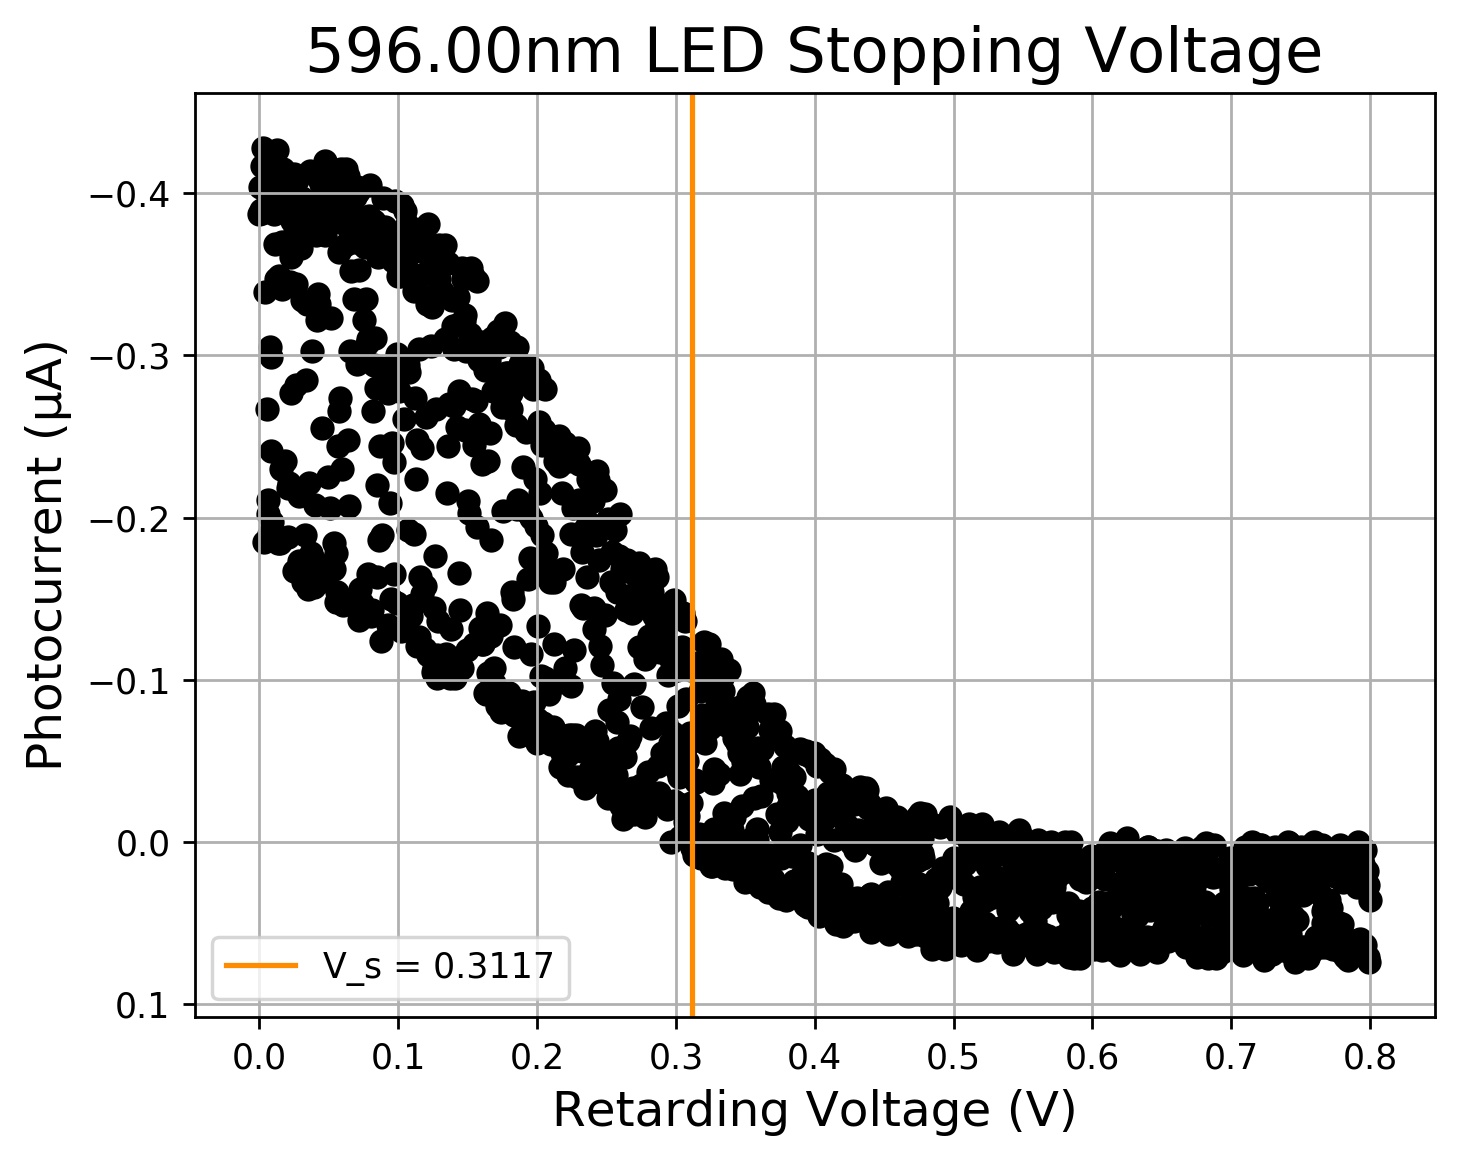 596.00nm LED Stopping Voltage
Photocurrent (μA)
−0.4
−0.3
−0.2
−0.1
0.0
0.1
V_s = 0.3117
0.0 0.1 0.2 0.3 0.4 0.5 0.6 0.7 0.8
Retarding Voltage (V)